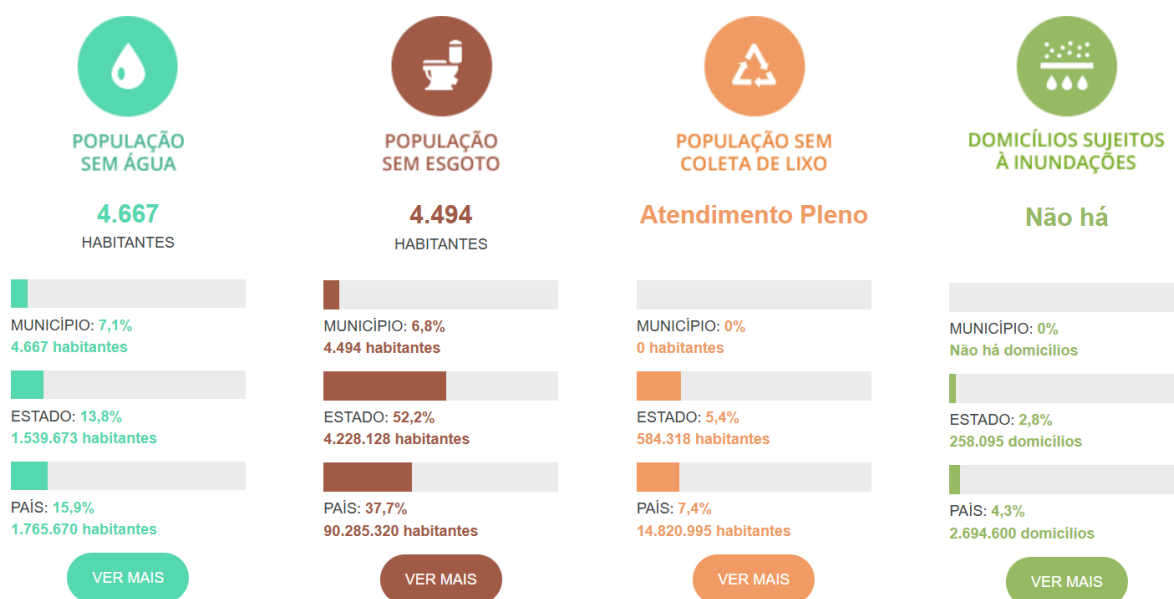 POPULAÇÃO
SEM ÁGUA
4.667
HABITANTES
MUNICÍPIO: 7,1%
4.667 habitantes
ESTADO: 13,8%
1.539.673 habitantes
PAÍS: 15,9%
1.765.670 habitantes
VER MAIS
POPULAÇÃO
SEM ESGOTO
4.494
HABITANTES
MUNICÍPIO: 6,8%
4.494 habitantes
ESTADO: 52,2%
4.228.128 habitantes
PAÍS: 37,7%
90.285.320 habitantes
VER MAIS
POPULAÇÃO SEM
COLETA DE LIXO
Atendimento Pleno
MUNICÍPIO: 0%
0 habitantes
ESTADO: 5,4%
584.318 habitantes
PAÍS: 7,4%
14.820.995 habitantes
VER MAIS
DOMICÍLIOS SUJEITOS
À INUNDAÇÕES
Não há
MUNICÍPIO: 0%
Não há domicílios
ESTADO: 2,8%
258.095 domicílios
PAÍS: 4,3%
2.694.600 domicílios
VER MAIS